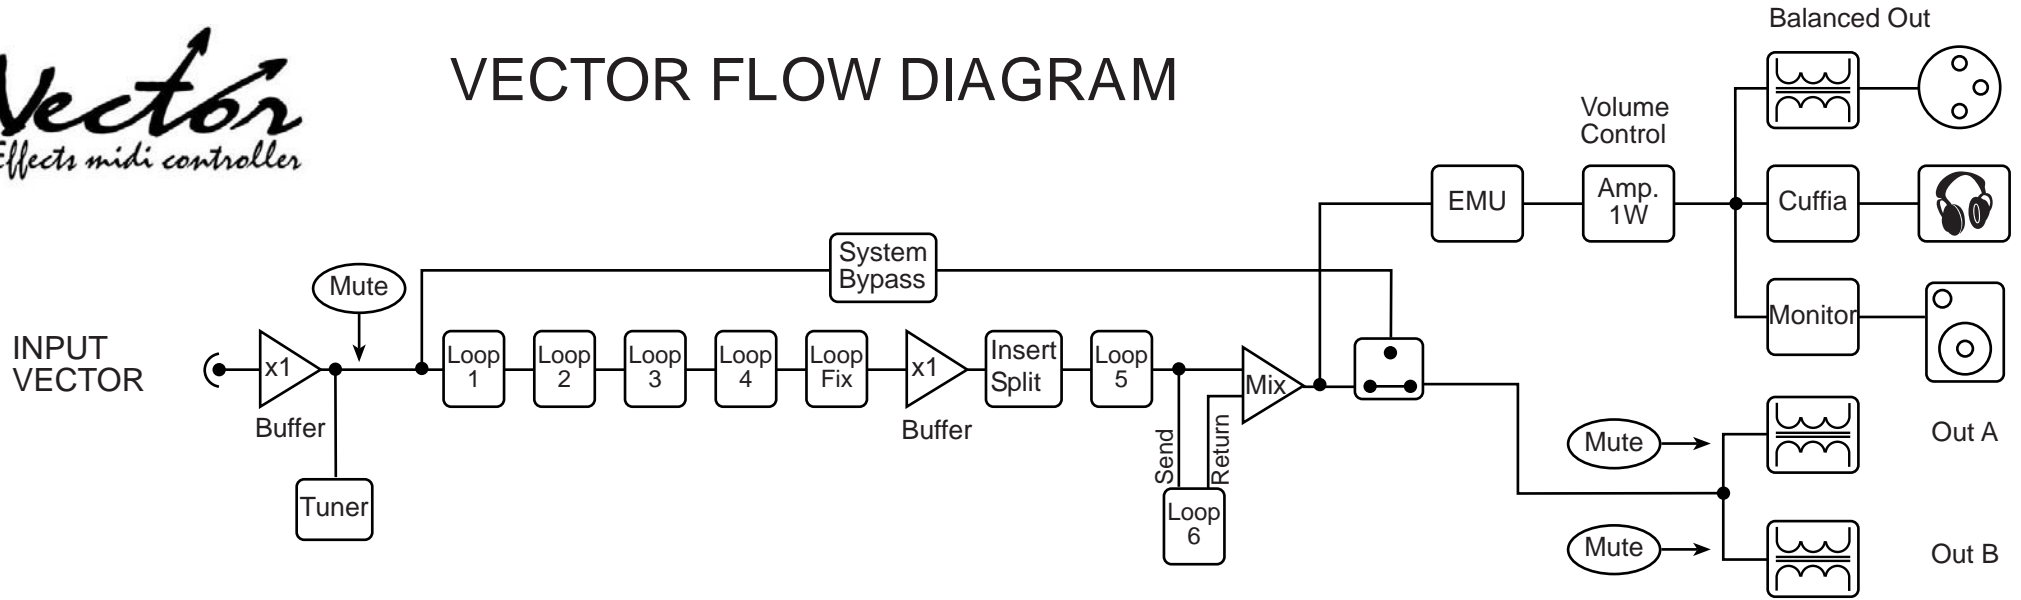 Vector
Effects midi controller
VECTOR FLOW DIAGRAM
Balanced Out
Volume
Control
EMU
Amp.
1W
Cuffia
Monitor
System
Bypass
Mute
INPUT
VECTOR
x1
Buffer
Tuner
Loop
1
Loop
2
Loop
3
Loop
4
Loop
Fix
x1
Buffer
Insert
Split
Loop
5
Send
Return
Loop
6
Mix
Mute
Out A
Mute
Out B